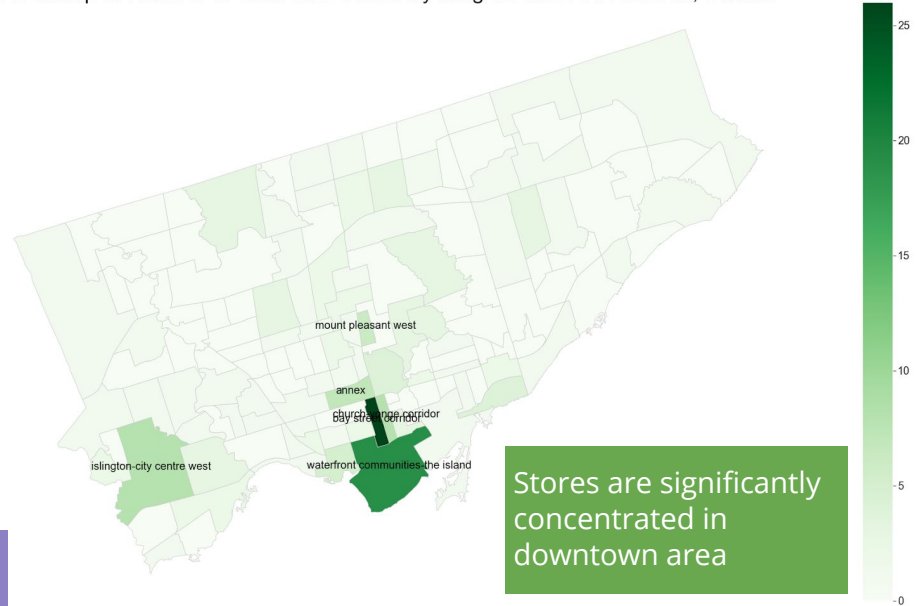 25
20
15
10
5
0
mount pleasant west
annex
church-yonge corridor
bay street corridor
islington-city centre west
waterfront communities-the island
Stores are significantly
concentrated in
downtown area